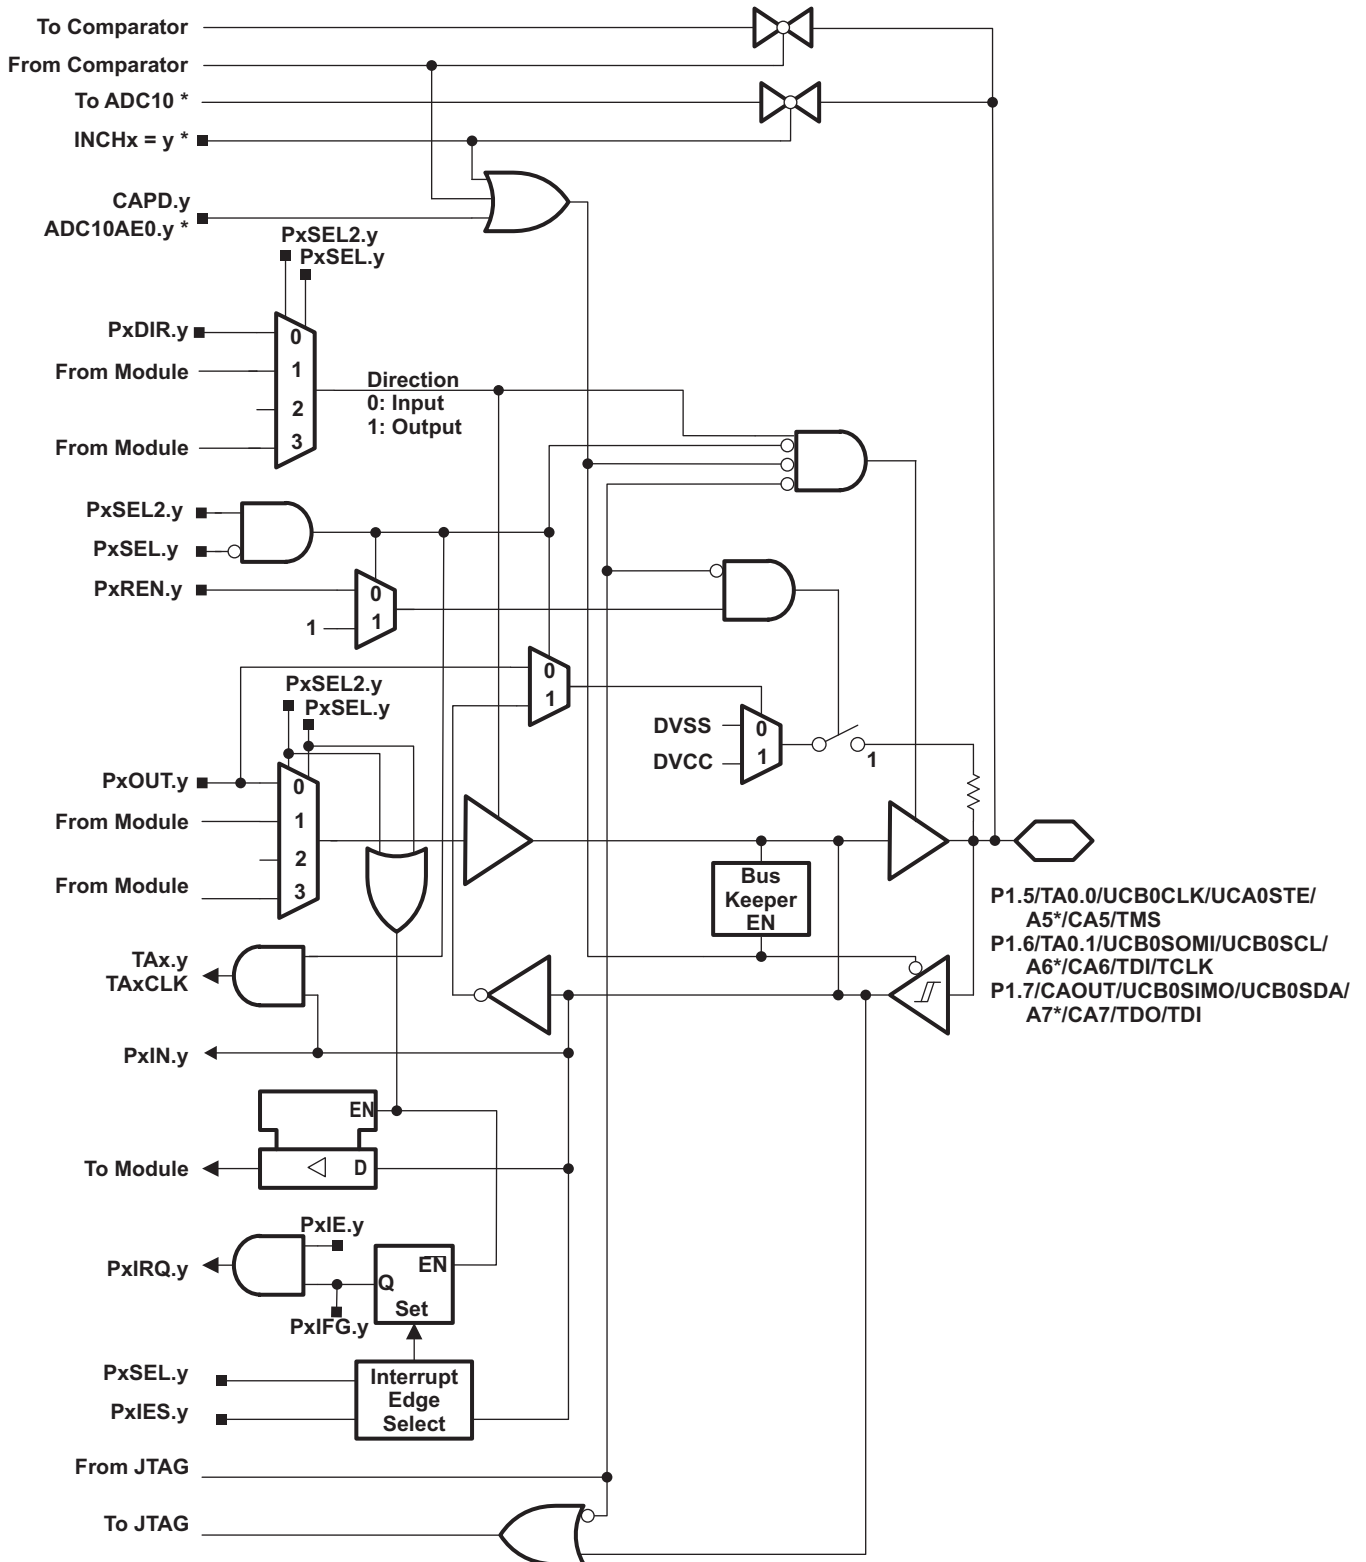 To Comparator
From Comparator
To ADC10 *
INCHx = y *
CAPD.y
ADC10AE0.y *
PxSEL2.y
PxSEL.y
PxDIR.y
0
From Module
1
2
From Module
3
Direction
0: Input
1: Output
PxSEL2.y
PxSEL.y
PxREN.y
0
1
1
0
1
PxSEL2.y
PxSEL.y
DVSS
0
DVCC
1
1
PxOUT.y
0
From Module
1
2
From Module
3
Bus
Keeper
EN
P1.5/TA0.0/UCB0CLK/UCA0STE/
A5*/CA5/TMS
P1.6/TA0.1/UCB0SOMI/UCB0SCL/
A6*/CA6/TDI/TCLK
P1.7/CAOUT/UCB0SIMO/UCB0SDA/
A7*/CA7/TDO/TDI
TAx.y
TAxCLK
PxIN.y
EN
To Module
D
PxIE.y
PxIRQ.y
EN
Q
Set
PxIFG.y
PxSEL.y
PxIES.y
Interrupt
Edge
Select
From JTAG
To JTAG